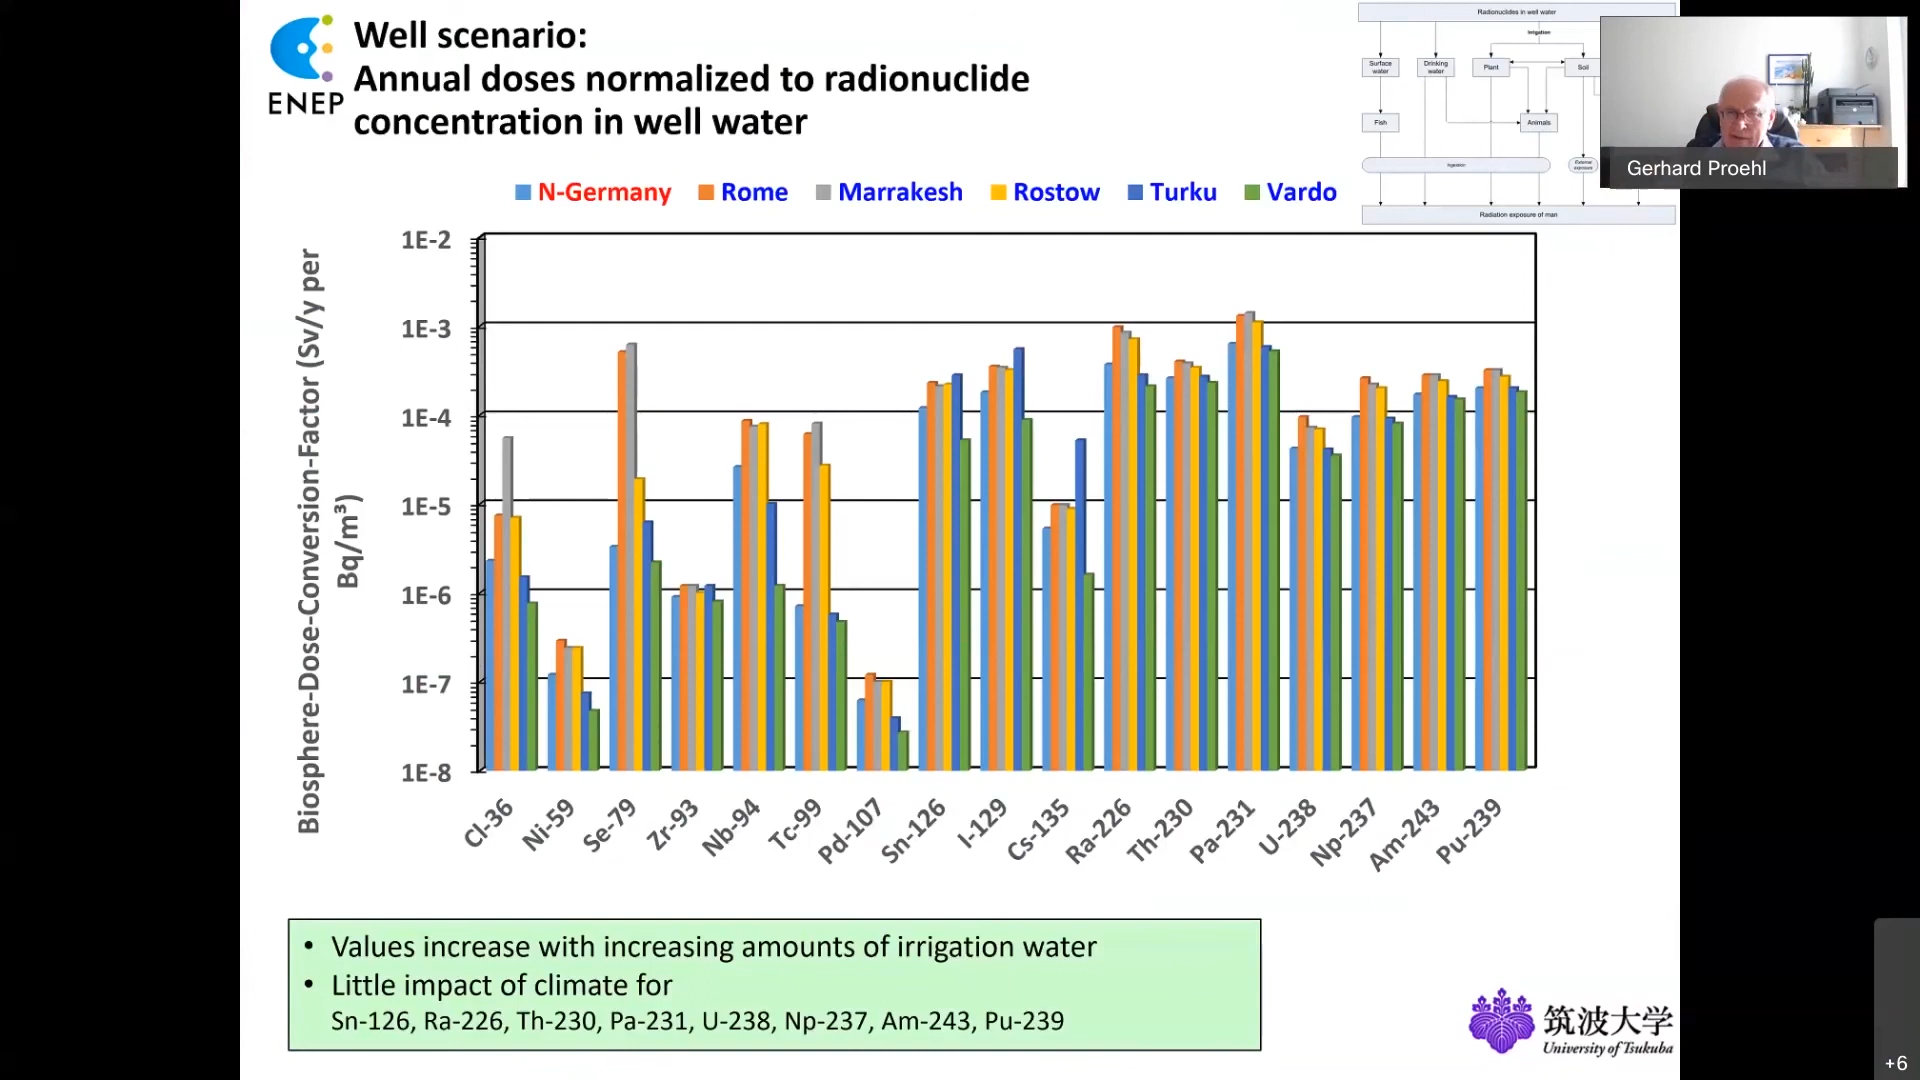 ENEP
Well scenario:
Annual doses normalized to radionuclide
concentration in well water
Radionuclides in well water
Irrigation
Surface
water
Drinking
water
Plant
Soil
Fish
Animals
Ingestion
External
exposure
Radiation exposure of man
Gerhard Proehl
N-Germany Rome Marrakesh Rostow Turku Vardo
Biosphere-Dose-Conversion-Factor (Sv/y per
Bq/m³)
1E-2
1E-3
1E-4
1E-5
1E-6
1E-7
1E-8
Cl-36 Ni-59 Se-79 Zr-93 Nb-94 Tc-99 Pd-107 Sn-126 I-129 Cs-135 Ra-226 Th-230 Pa-231 U-238 Np-237 Am-243 Pu-239
• Values increase with increasing amounts of irrigation water
• Little impact of climate for
Sn-126, Ra-226, Th-230, Pa-231, U-238, Np-237, Am-243, Pu-239
筑波大学
University of Tsukuba
+6